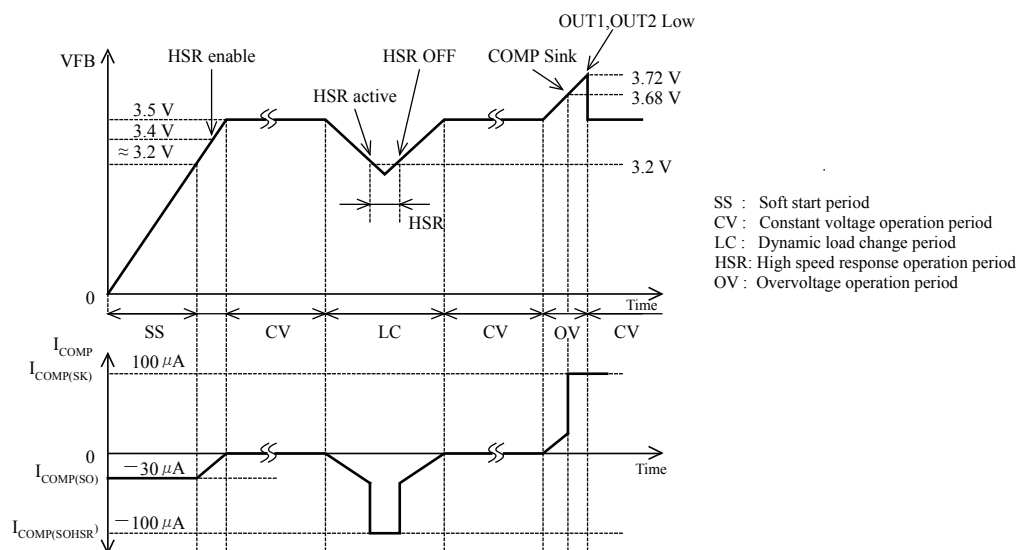 OUT1,OUT2 Low
VFB
HSR enable
HSR OFF
COMP Sink
HSR active
3.72 V
3.68 V
3.5 V
3.4 V
≈ 3.2 V
3.2 V
HSR
0
Time
SS
CV
LC
CV
OV
CV
SS : Soft start period
CV : Constant voltage operation period
LC : Dynamic load change period
HSR: High speed response operation period
OV : Overvoltage operation period
I_COMP
I_COMP(SK)
100 μA
0
Time
I_COMP(SO)
−30 μA
I_COMP(SOHSR)
−100 μA